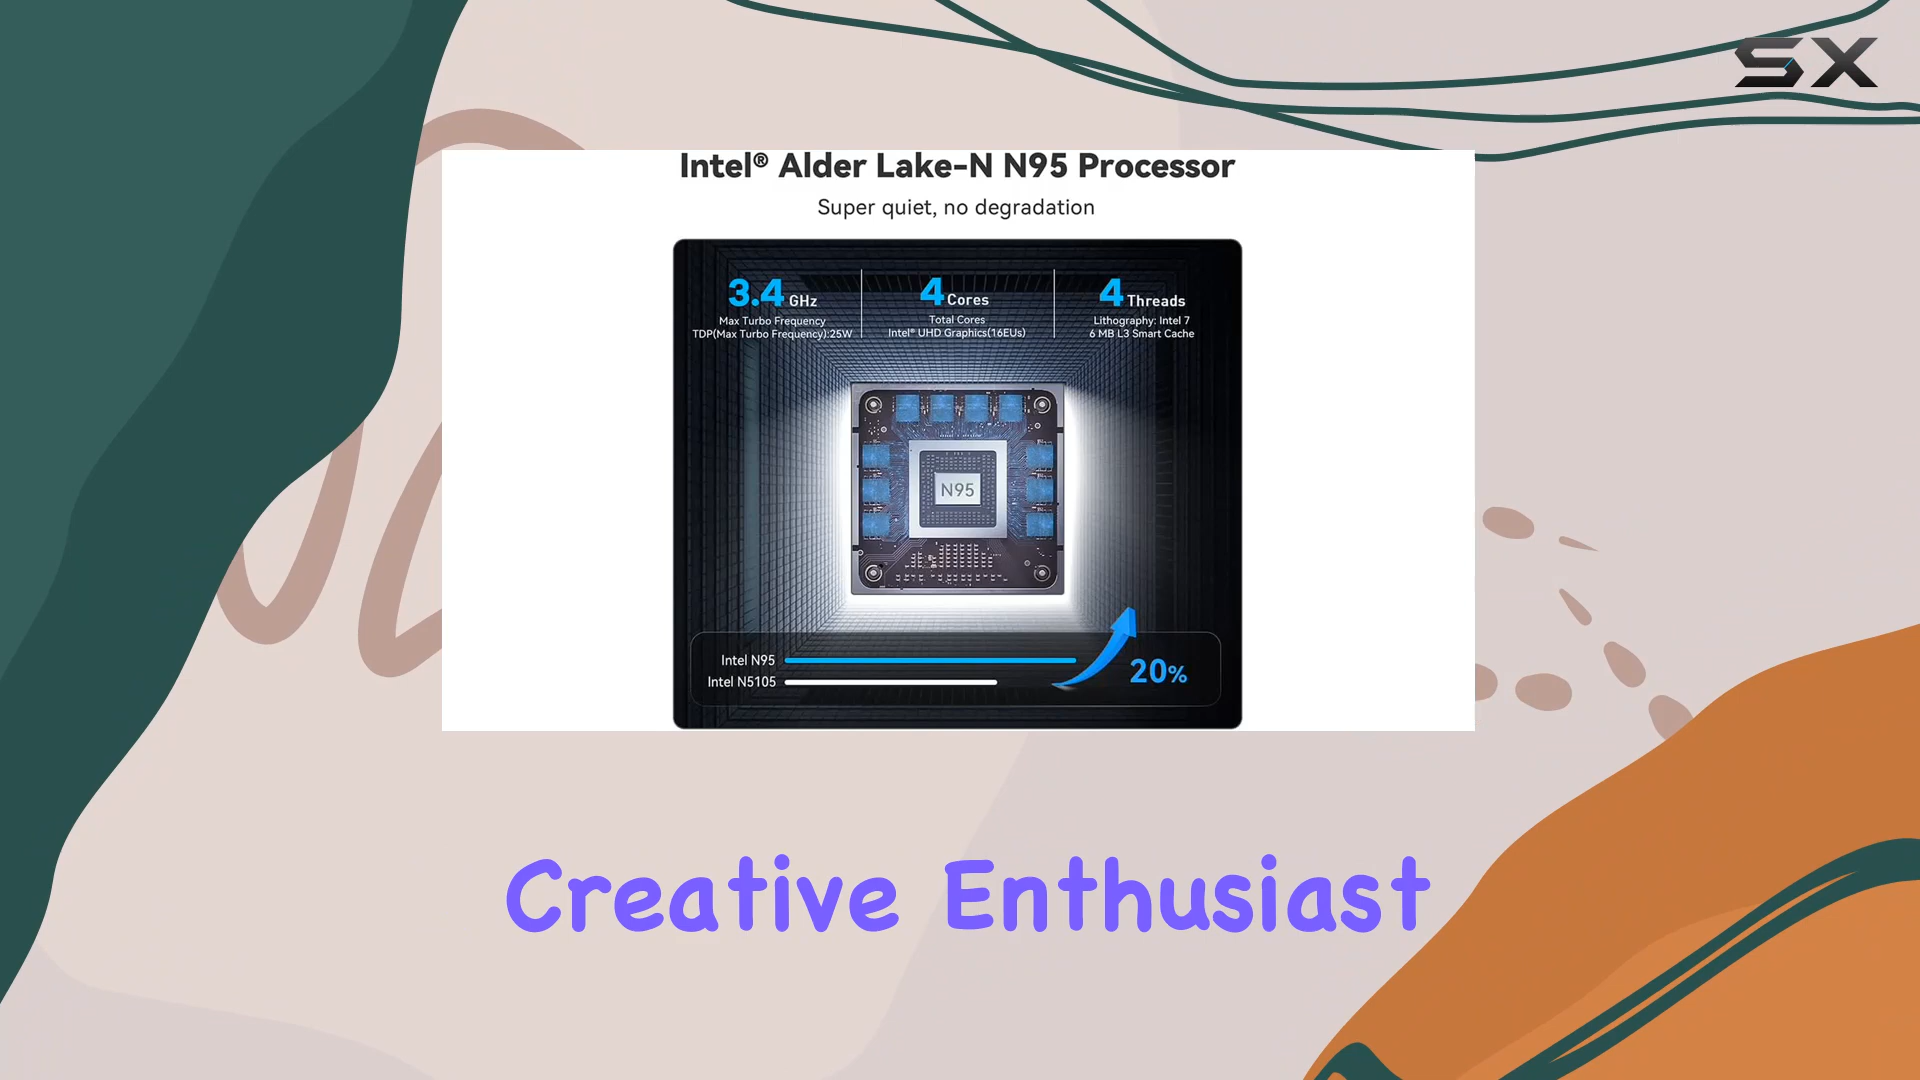 SX
Intel® Alder Lake-N N95 Processor
Super quiet, no degradation
3.4 GHz
Max Turbo Frequency
TDP(Max Turbo Frequency):25W
4 Cores
Total Cores
Intel® UHD Graphics(16EUs)
4 Threads
Lithography: Intel 7
6 MB L3 Smart Cache
N95
Intel N95
Intel N5105
20%
Creative Enthusiast